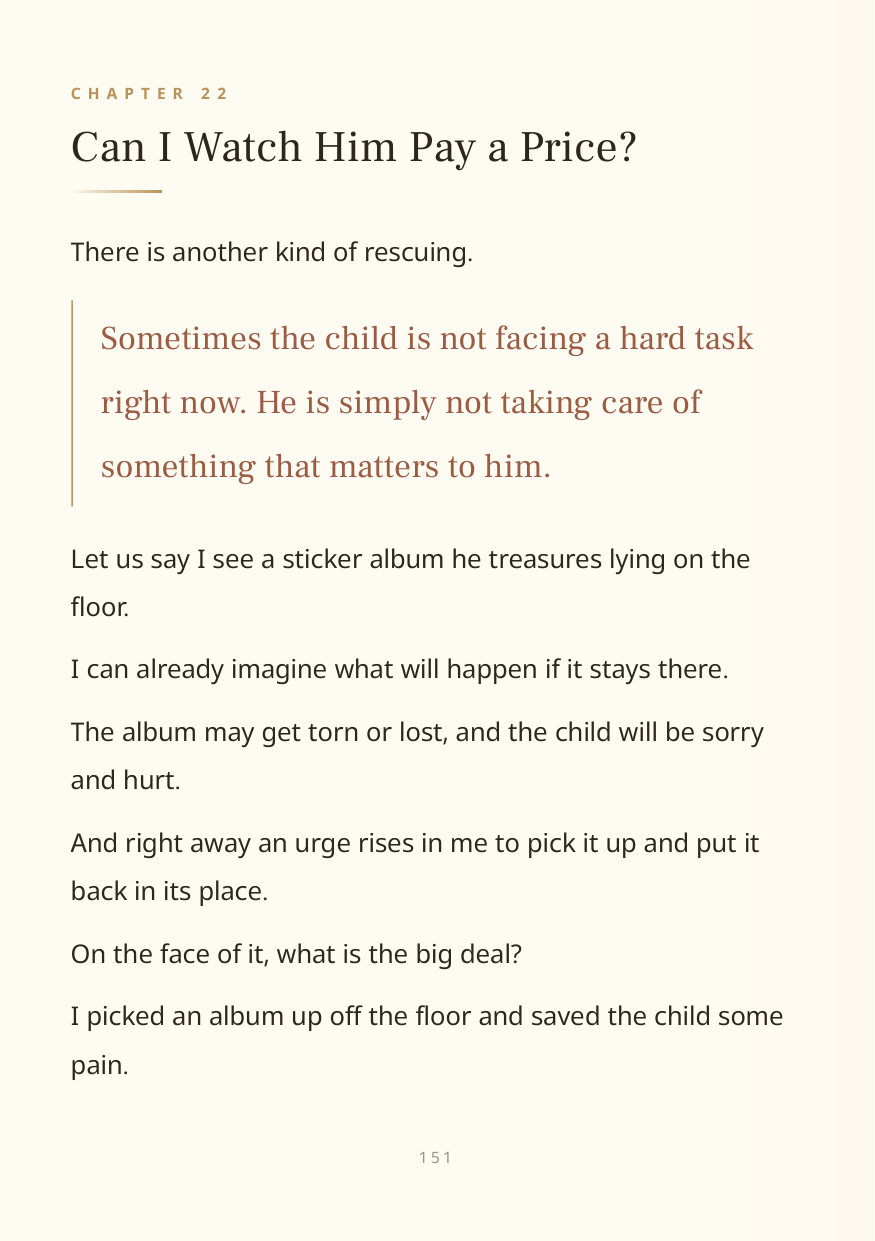 CHAPTER 22
Can I Watch Him Pay a Price?
There is another kind of rescuing.
Sometimes the child is not facing a hard task
right now. He is simply not taking care of
something that matters to him.
Let us say I see a sticker album he treasures lying on the
floor.
I can already imagine what will happen if it stays there.
The album may get torn or lost, and the child will be sorry
and hurt.
And right away an urge rises in me to pick it up and put it
back in its place.
On the face of it, what is the big deal?
I picked an album up off the floor and saved the child some
pain.
151